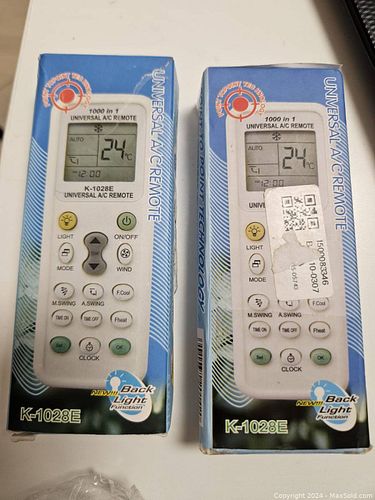 UNIVERSAL A/C REMOTE
1000 in 1
UNIVERSAL A/C REMOTE
AUTO
24°C
12:00
K-1028E
UNIVERSAL A/C REMOTE
LIGHT
ON/OFF
MODE
WIND
M.SWING
A.SWING
F.Cool
TIME ON
TIME OFF
Fheat
Set
OK
CLOCK
NEW!!!
Back
Light
Function
K-1028E
UNIVERSAL A/C REMOTE
1000 in 1
UNIVERSAL A/C REMOTE
AUTO
24°C
12:00
LIGHT
MODE
M.SWING
A.SWING
F.Cool
TIME ON
TIME OFF
Fheat
Set
OK
CLOCK
10-0307
NEW!!!
Back
Light
Function
K-1028E
Copyright 2024 - MaxSold.com